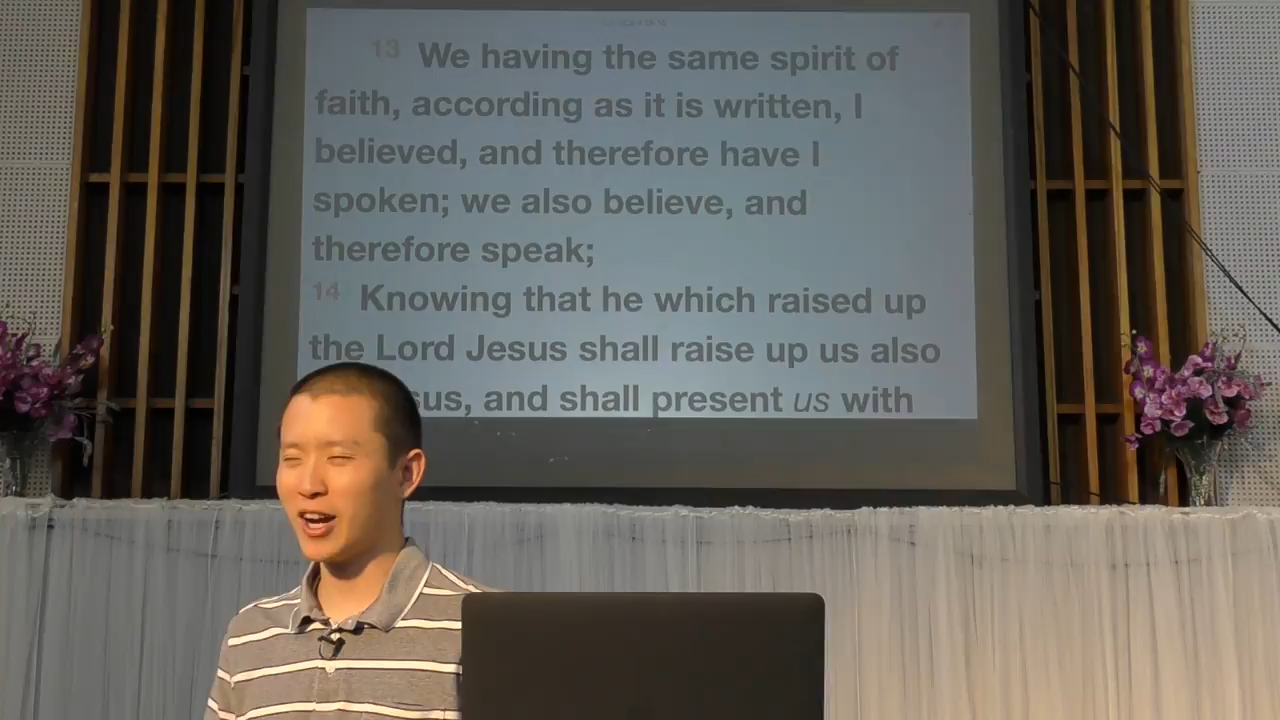 13 We having the same spirit of
faith, according as it is written, I
believed, and therefore have I
spoken; we also believe, and
therefore speak;
14 Knowing that he which raised up
the Lord Jesus shall raise up us also
sus, and shall present us with